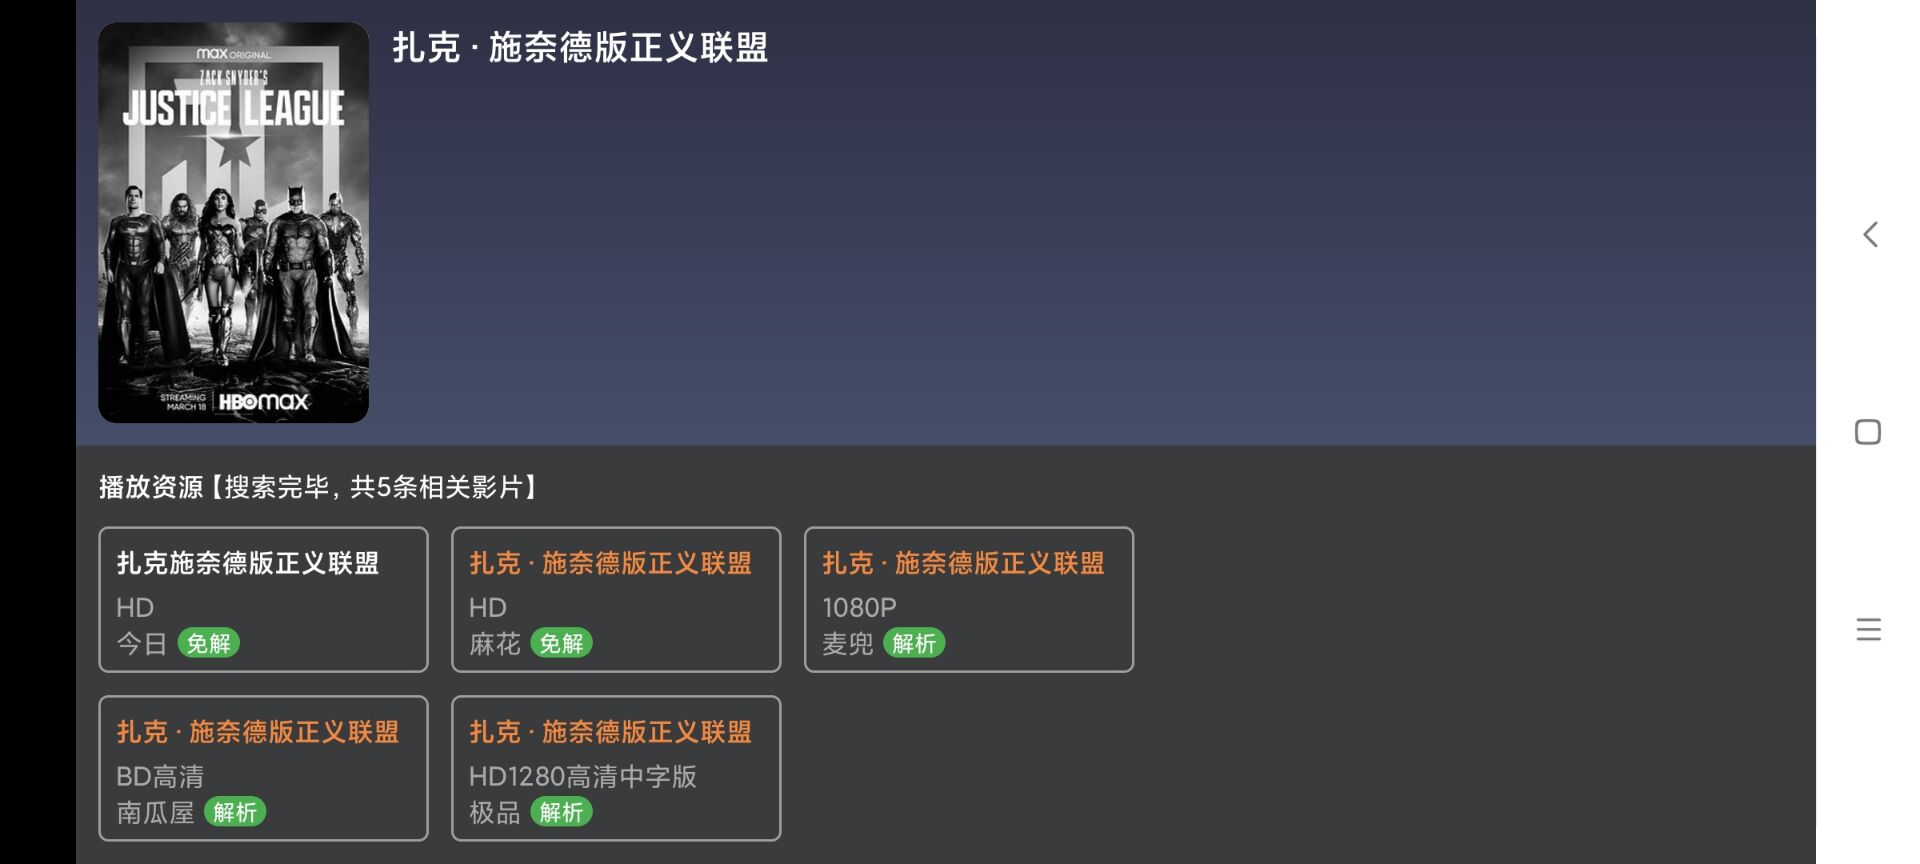 max ORIGINAL
ZACK SNYDER'S
JUSTICE LEAGUE
STREAMING
MARCH 18
HBOmax
扎克·施奈德版正义联盟
播放资源【搜索完毕, 共5条相关影片】
扎克施奈德版正义联盟
HD
今日 免解
扎克·施奈德版正义联盟
HD
麻花 免解
扎克·施奈德版正义联盟
1080P
麦兜 解析
扎克·施奈德版正义联盟
BD高清
南瓜屋 解析
扎克·施奈德版正义联盟
HD1280高清中字版
极品 解析